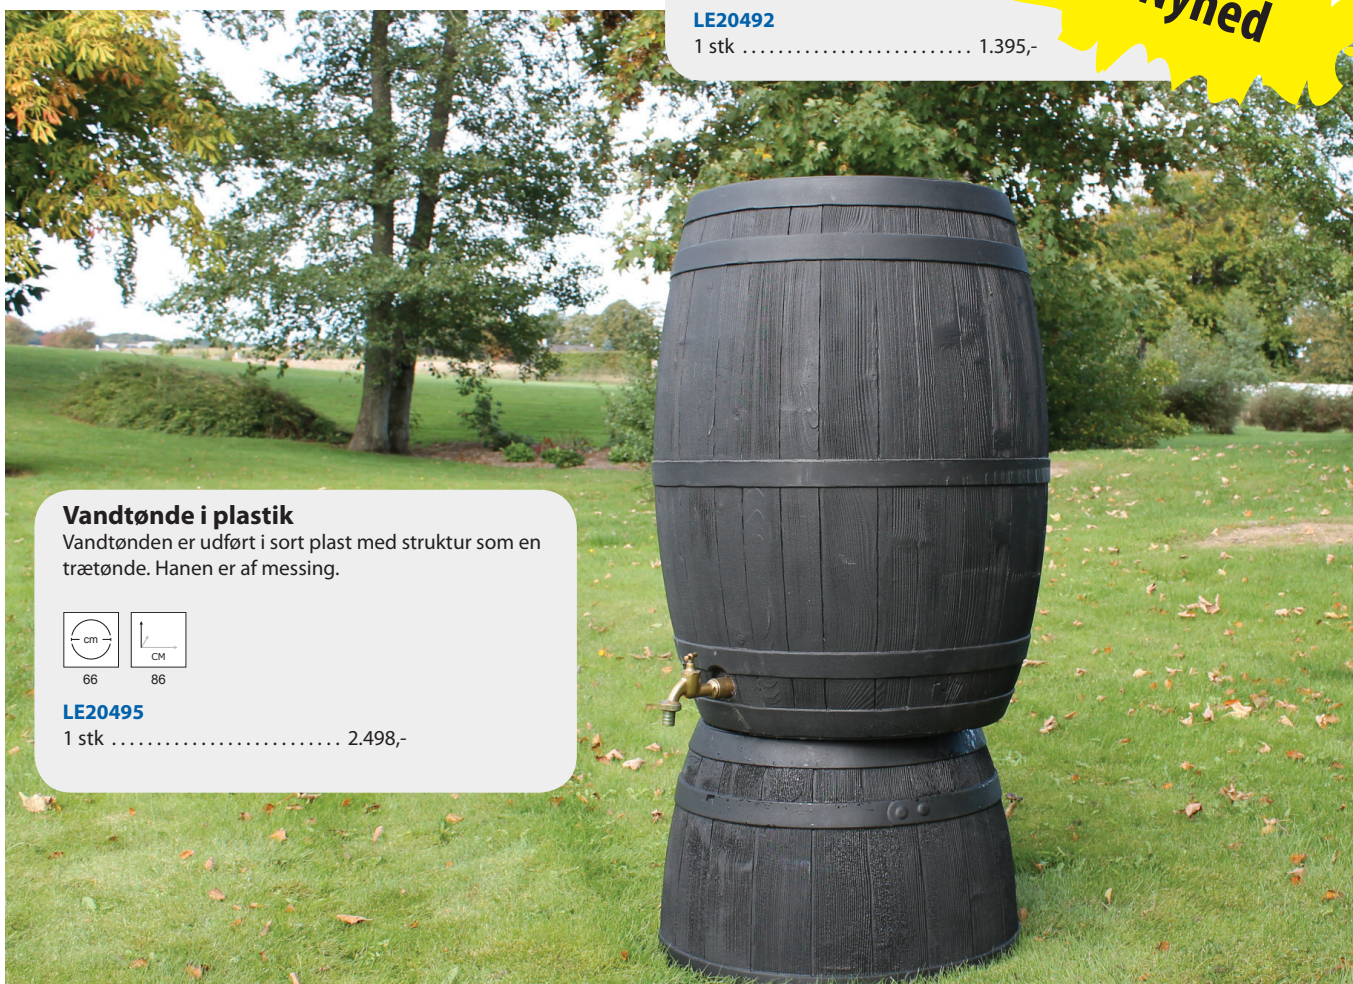 LE20492
1 stk .......................... 1.395,-
Nyhed
Vandtønde i plastik
Vandtønden er udført i sort plast med struktur som en
trætønde. Hanen er af messing.
cm
CM
66
86
LE20495
1 stk .......................... 2.498,-